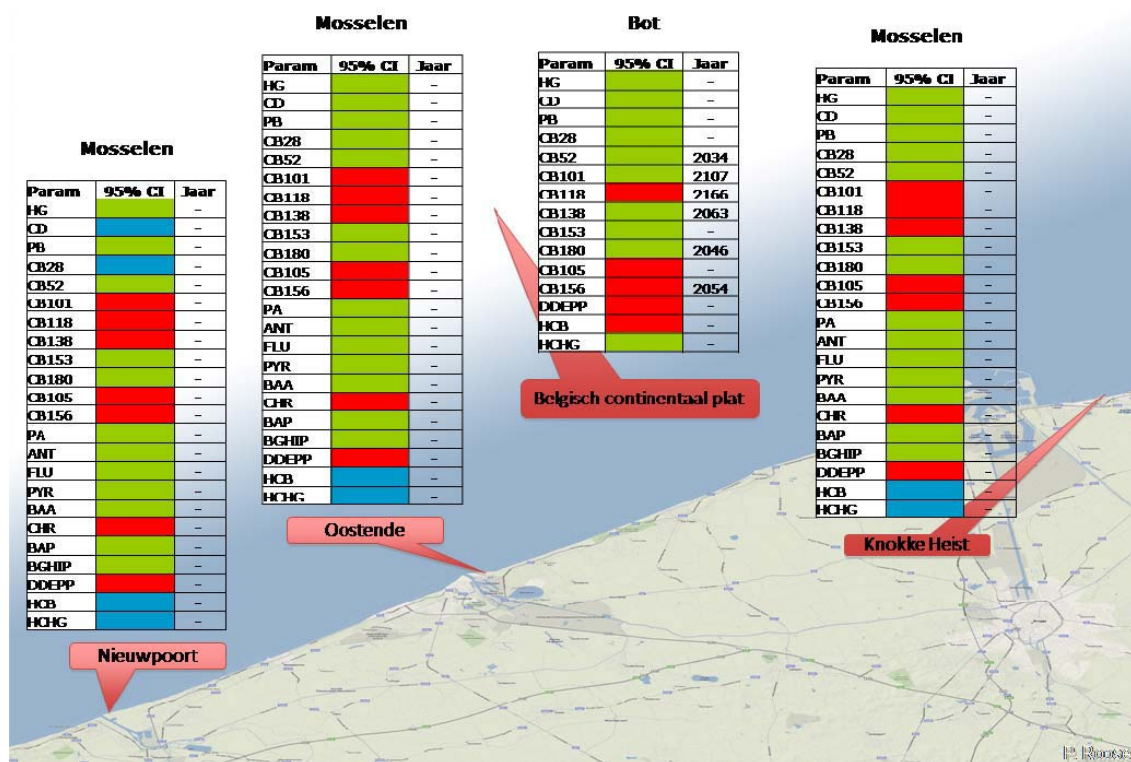 Mosselen
Param 95% CI Jaar
HG –
CD –
PB –
CB28 –
CB52 –
CB101 –
CB118 –
CB138 –
CB153 –
CB180 –
CB105 –
CB156 –
PA –
ANT –
FLU –
PYR –
BAA –
CHR –
BAP –
BGHIP –
DDEPP –
HCB –
HCHG –
Nieuwpoort
Mosselen
Param 95% CI Jaar
HG –
CD –
PB –
CB28 –
CB52 –
CB101 –
CB118 –
CB138 –
CB153 –
CB180 –
CB105 –
CB156 –
PA –
ANT –
FLU –
PYR –
BAA –
CHR –
BAP –
BGHIP –
DDEPP –
HCB –
HCHG –
Oostende
Bot
Param 95% CI Jaar
HG –
CD –
PB –
CB28 –
CB52 2034
CB101 2107
CB118 2166
CB138 2063
CB153 –
CB180 2046
CB105 –
CB156 2054
DDEPP –
HCB –
HCHG –
Belgisch continentaal plat
Mosselen
Param 95% CI Jaar
HG –
CD –
PB –
CB28 –
CB52 –
CB101 –
CB118 –
CB138 –
CB153 –
CB180 –
CB105 –
CB156 –
PA –
ANT –
FLU –
PYR –
BAA –
CHR –
BAP –
BGHIP –
DDEPP –
HCB –
HCHG –
Knokke Heist